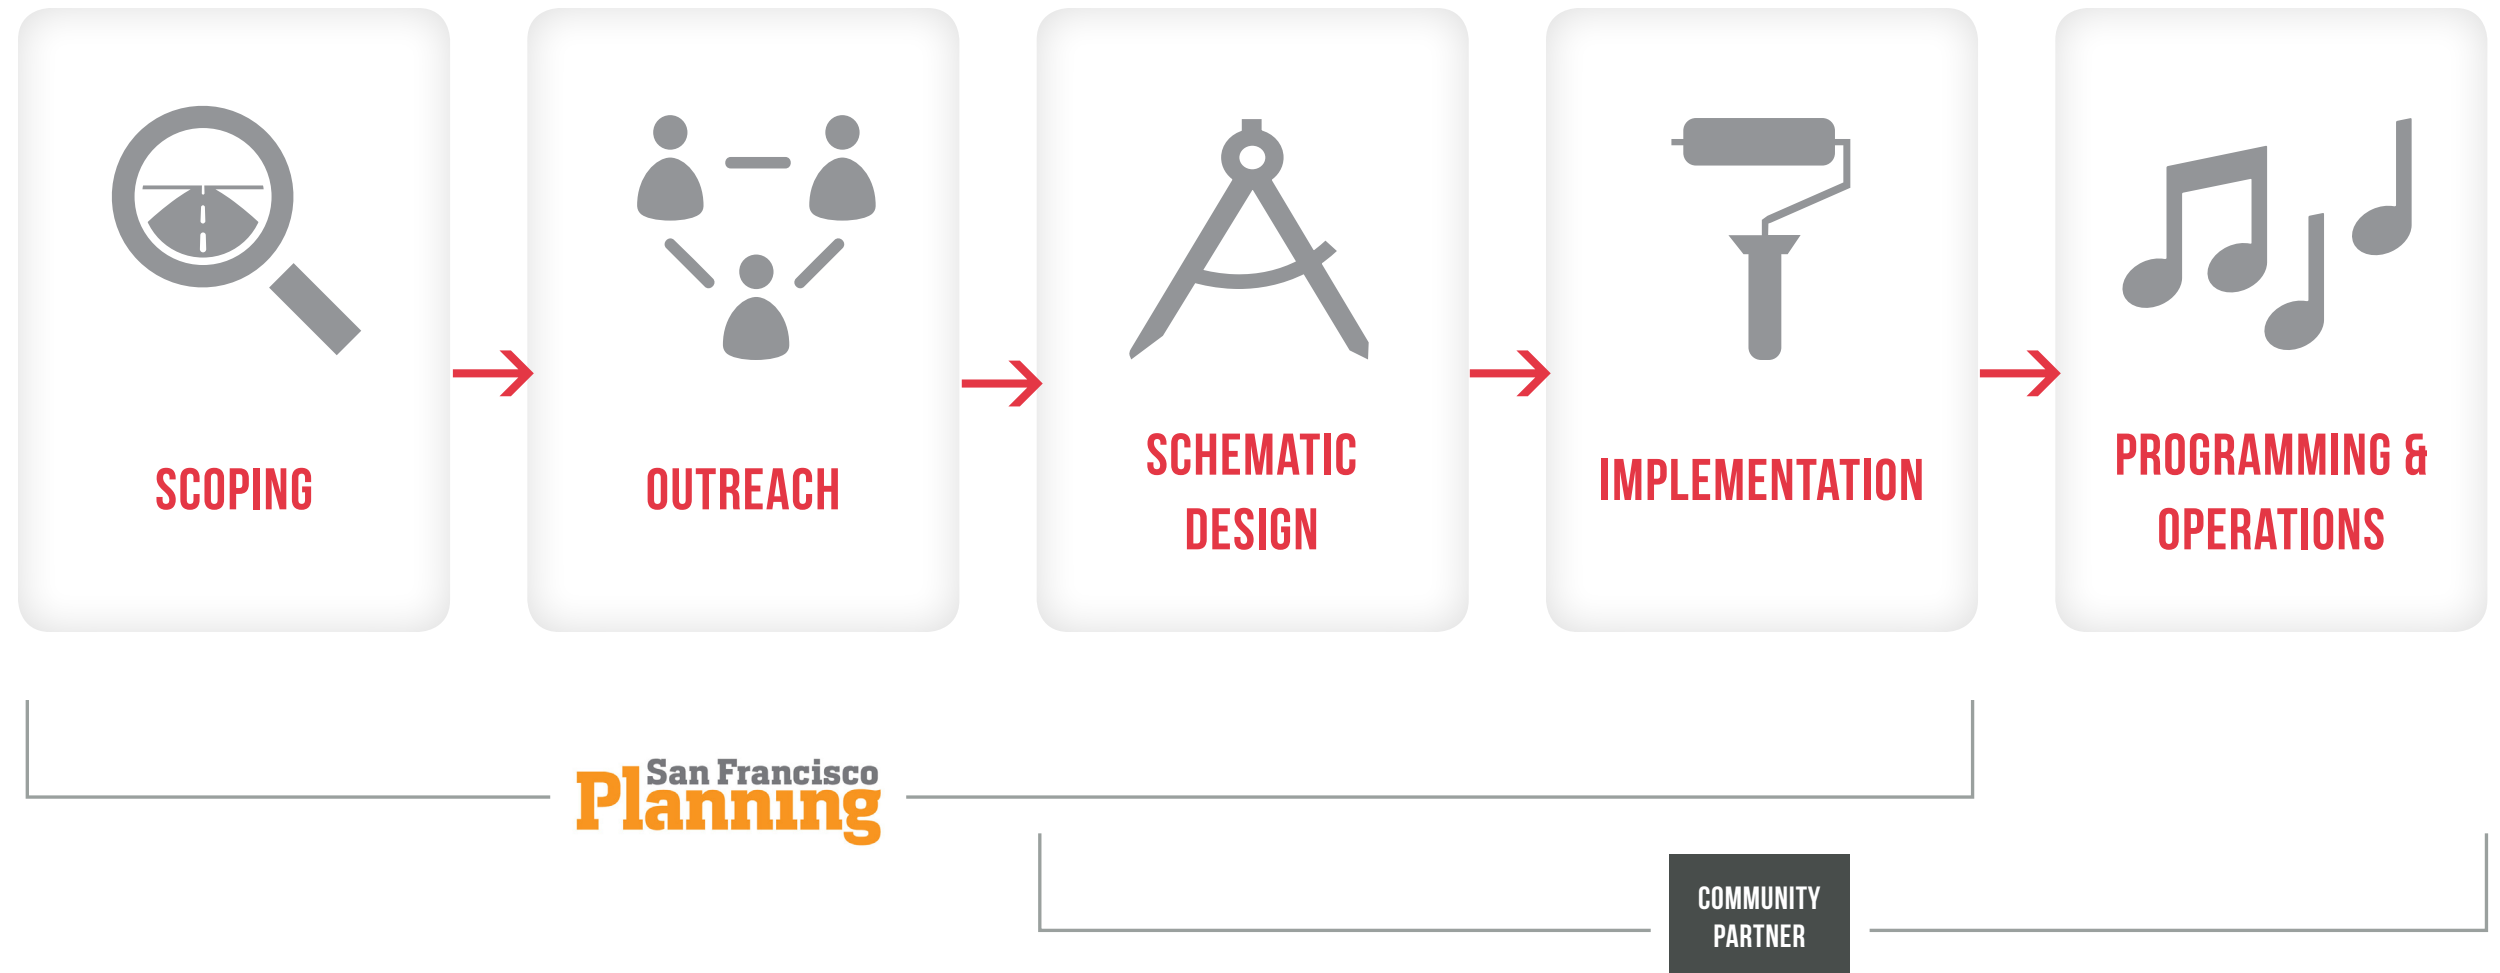 SCOPING
OUTREACH
SCHEMATIC
DESIGN
IMPLEMENTATION
PROGRAMMING &
OPERATIONS
San Francisco
Planning
COMMUNITY
PARTNER